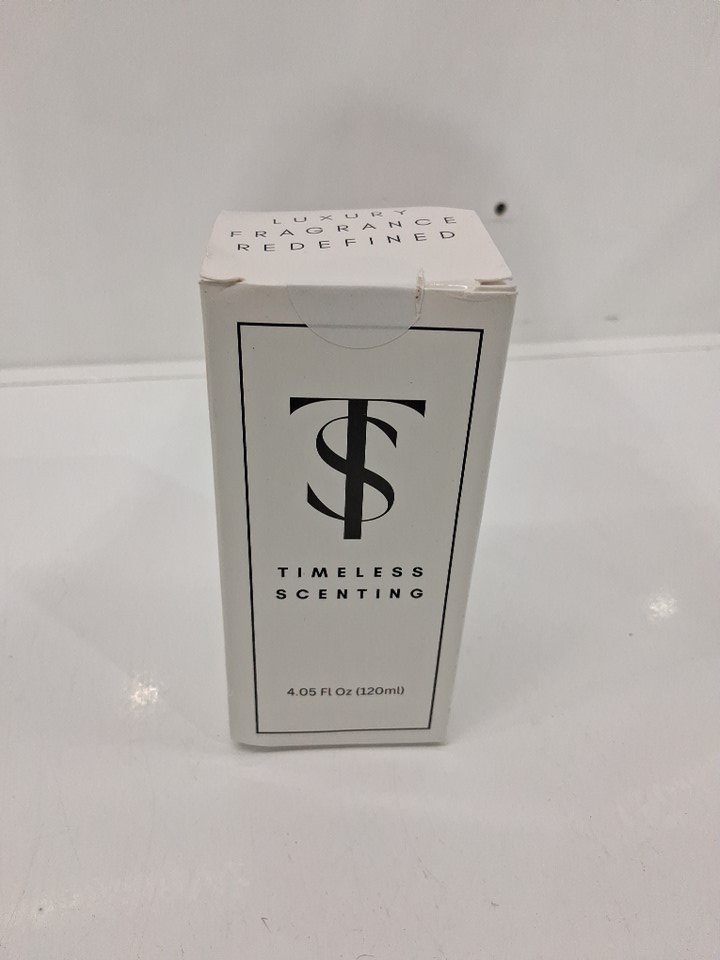 LUXURY
FRAGRANCE
REDEFINED
TS
TIMELESS
SCENTING
4.05 Fl Oz (120ml)